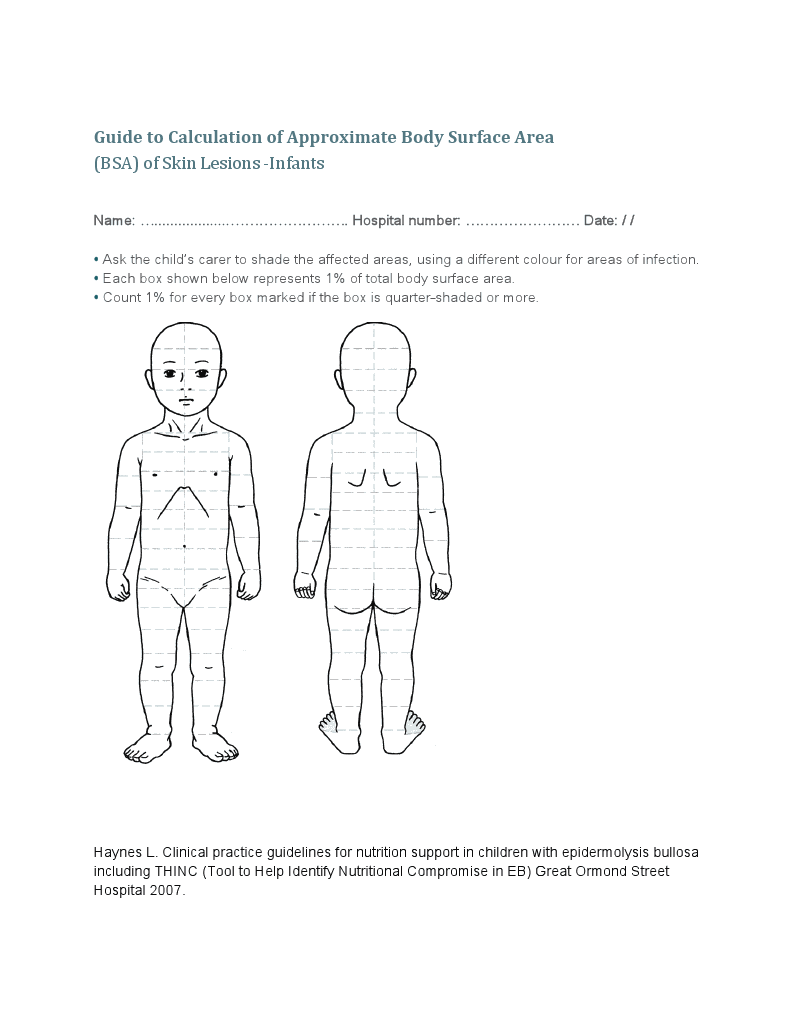 Guide to Calculation of Approximate Body Surface Area
(BSA) of Skin Lesions -Infants
Name: …...................…………………….. Hospital number: …………………… Date: / /
• Ask the child’s carer to shade the affected areas, using a different colour for areas of infection.
• Each box shown below represents 1% of total body surface area.
• Count 1% for every box marked if the box is quarter-shaded or more.
Haynes L. Clinical practice guidelines for nutrition support in children with epidermolysis bullosa
including THINC (Tool to Help Identify Nutritional Compromise in EB) Great Ormond Street
Hospital 2007.